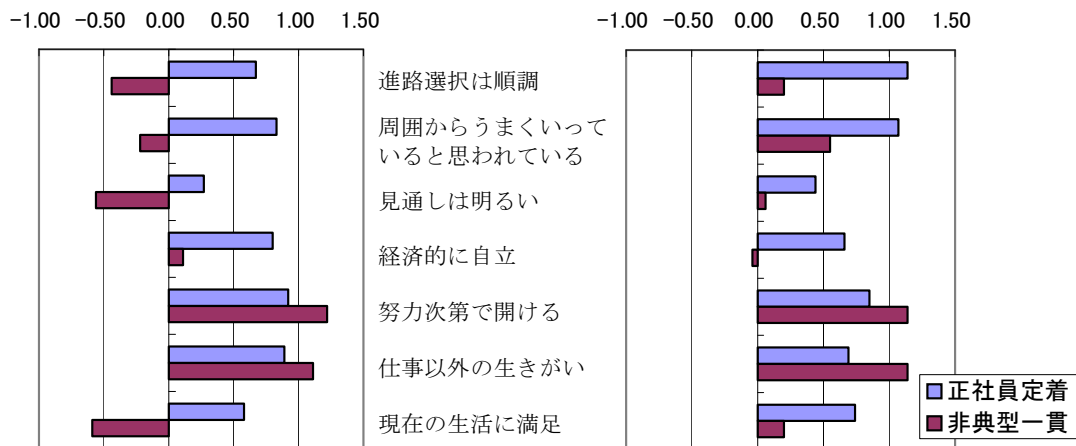 -1.00 -0.50 0.00 0.50 1.00 1.50
-1.00 -0.50 0.00 0.50 1.00 1.50
進路選択は順調
周囲からうまくいって
いると思われている
見通しは明るい
経済的に自立
努力次第で開ける
仕事以外の生きがい
現在の生活に満足
正社員定着
非典型一貫